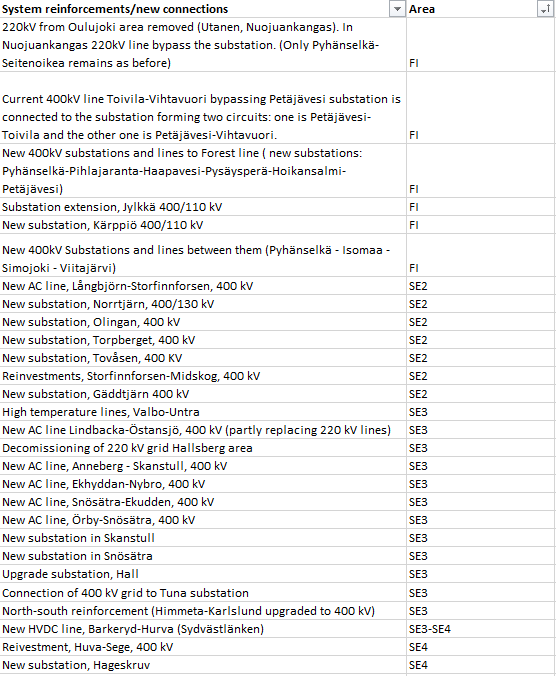 System reinforcements/new connections Area
220kV from Oulujoki area removed (Utanen, Nuojuankangas). In
Nuojuankangas 220kV line bypass the substation. (Only Pyhänselkä-
Seitenoikea remains as before) FI
Current 400kV line Toivila-Vihtavuori bypassing Petäjävesi substation is
connected to the substation forming two circuits: one is Petäjävesi-
Toivila and the other one is Petäjävesi-Vihtavuori. FI
New 400kV substations and lines to Forest line ( new substations:
Pyhänselkä-Pihlajaranta-Haapavesi-Pysäysperä-Hoikansalmi-
Petäjävesi) FI
Substation extension, Jylkkä 400/110 kV FI
New substation, Kärppiö 400/110 kV FI
New 400kV Substations and lines between them (Pyhänselkä - Isomaa -
Simojoki - Viitajärvi) FI
New AC line, Långbjörn-Storfinnforsen, 400 kV SE2
New substation, Norrtjärn, 400/130 kV SE2
New substation, Olingan, 400 kV SE2
New substation, Torpberget, 400 kV SE2
New substation, Tovåsen, 400 KV SE2
Reinvestments, Storfinnforsen-Midskog, 400 kV SE2
New substation, Gäddtjärn 400 kV SE2
High temperature lines, Valbo-Untra SE3
New AC line Lindbacka-Östansjö, 400 kV (partly replacing 220 kV lines) SE3
Decomissioning of 220 kV grid Hallsberg area SE3
New AC line, Anneberg - Skanstull, 400 kV SE3
New AC line, Ekhyddan-Nybro, 400 kV SE3
New AC line, Snösätra-Ekudden, 400 kV SE3
New AC line, Örby-Snösätra, 400 kV SE3
New substation in Skanstull SE3
New substation in Snösätra SE3
Upgrade substation, Hall SE3
Connection of 400 kV grid to Tuna substation SE3
North-south reinforcement (Himmeta-Karlslund upgraded to 400 kV) SE3
New HVDC line, Barkeryd-Hurva (Sydvästlänken) SE3-SE4
Reivestment, Huva-Sege, 400 kV SE4
New substation, Hageskruv SE4